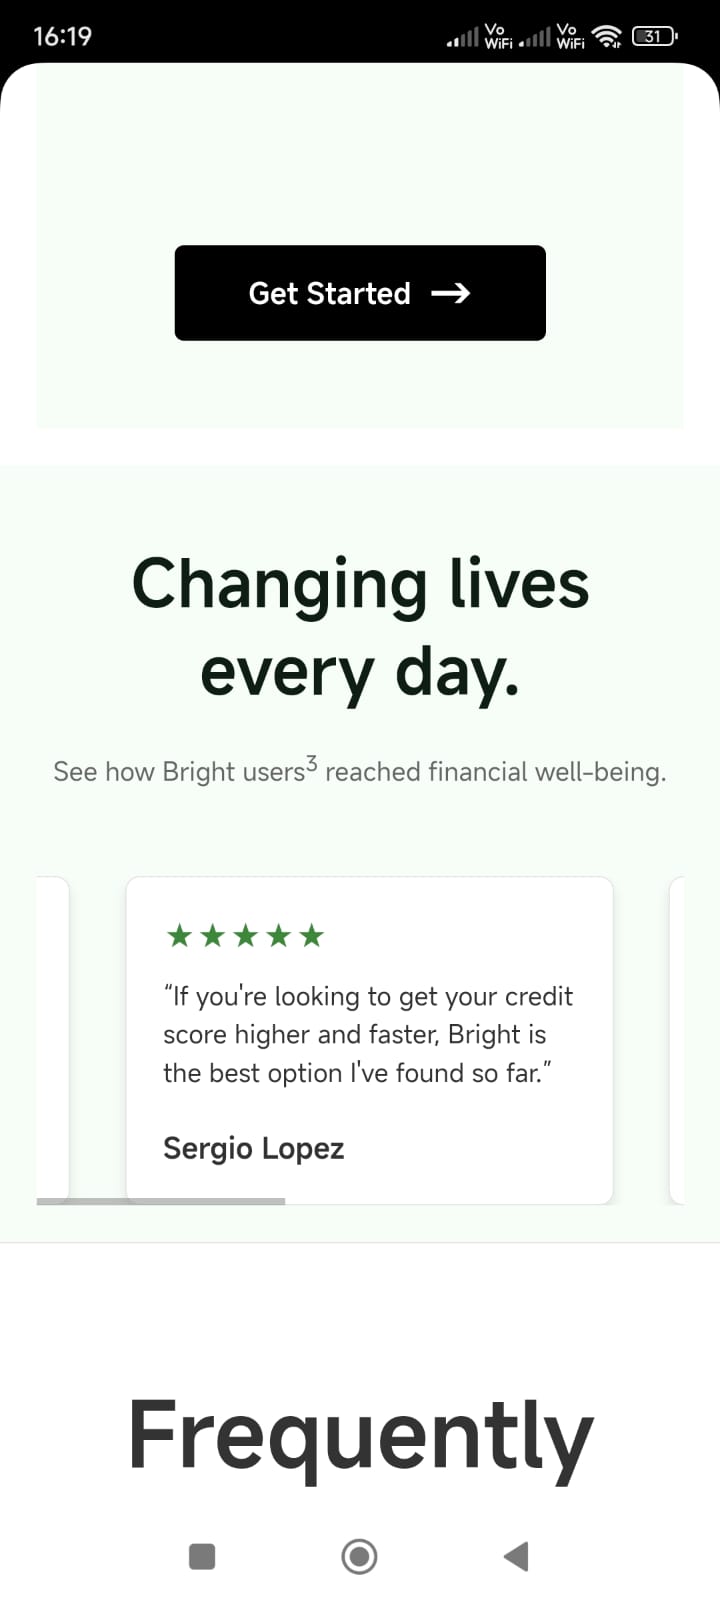 16:19
Vo
WiFi
Vo
WiFi
31
Get Started →
Changing lives
every day.
See how Bright users³ reached financial well-being.
★★★★★
“If you're looking to get your credit
score higher and faster, Bright is
the best option I've found so far.”
Sergio Lopez
Frequently